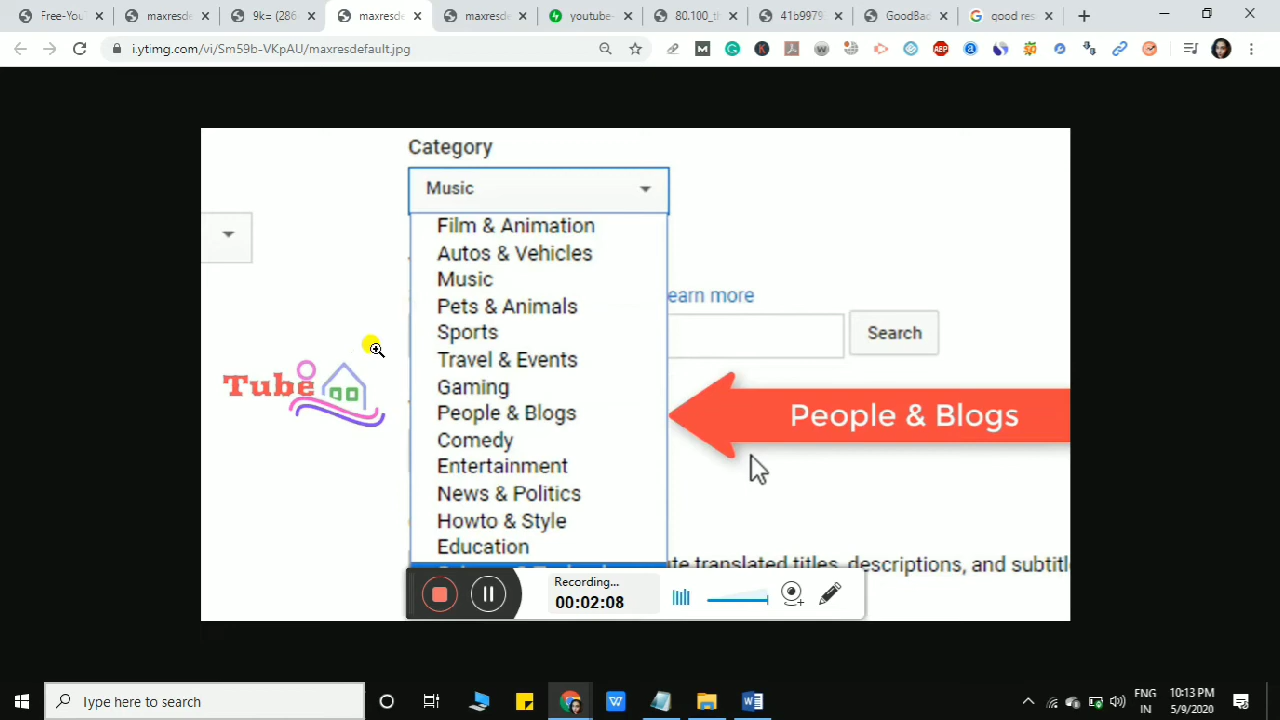 Free-You
maxresde
9k= (286
maxresde
maxresde
youtube-
80.100_th
41b9979
GoodBad
good res
i.ytimg.com/vi/Sm59b-VKpAU/maxresdefault.jpg
Category
Music
Film & Animation
Autos & Vehicles
Music
earn more
Pets & Animals
Sports
Search
Travel & Events
Tube
Gaming
People & Blogs
People & Blogs
Comedy
Entertainment
News & Politics
Howto & Style
Education
te translated titles, descriptions, and subtitl
Recording...
00:02:08
Type here to search
ENG
IN
10:13 PM
5/9/2020